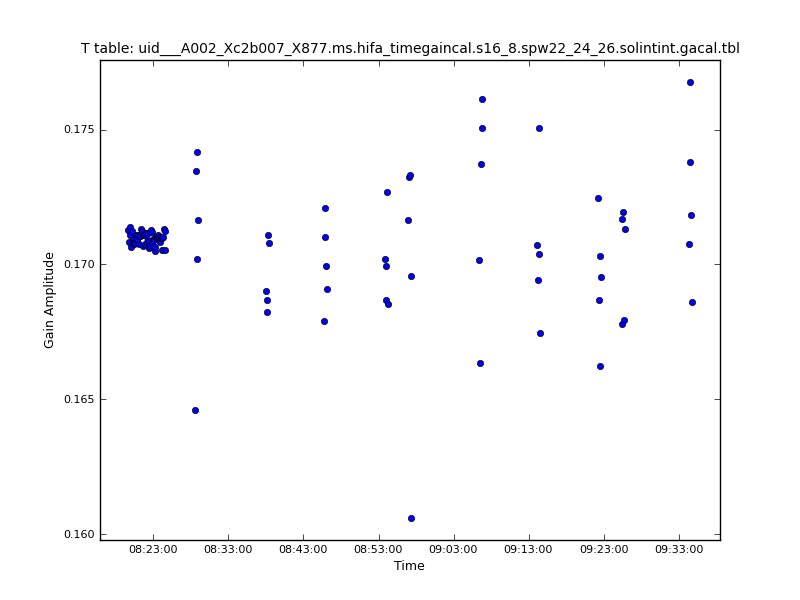 T table: uid___A002_Xc2b007_X877.ms.hifa_timegaincal.s16_8.spw22_24_26.solintint.gacal.tbl
0.175
0.170
0.165
0.160
Gain Amplitude
08:23:00 08:33:00 08:43:00 08:53:00 09:03:00 09:13:00 09:23:00 09:33:00
Time